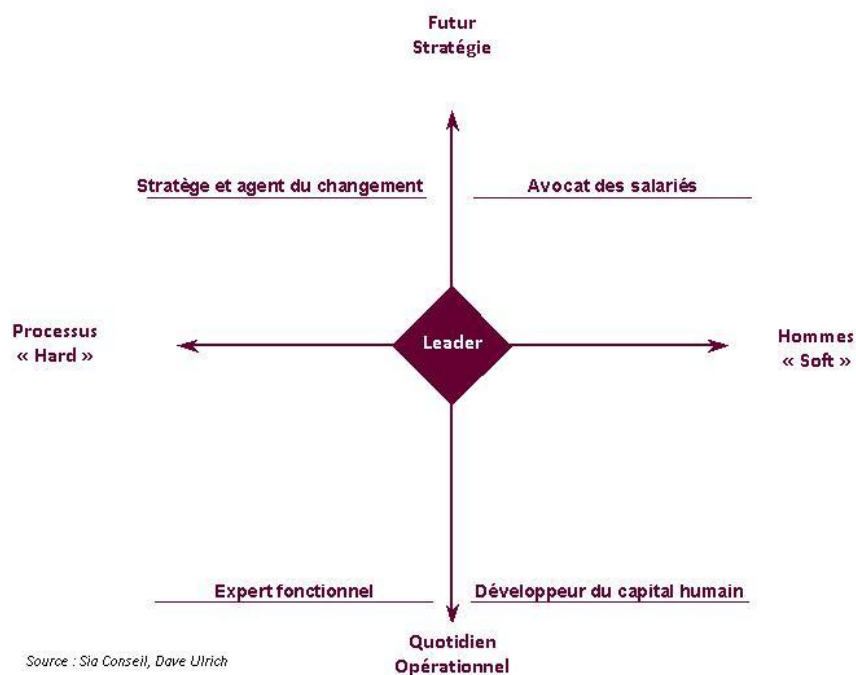 Futur
Stratégie
Stratège et agent du changement
Avocat des salariés
Processus
« Hard »
Leader
Hommes
« Soft »
Expert fonctionnel
Développeur du capital humain
Quotidien
Opérationnel
Source : Sia Conseil, Dave Ulrich